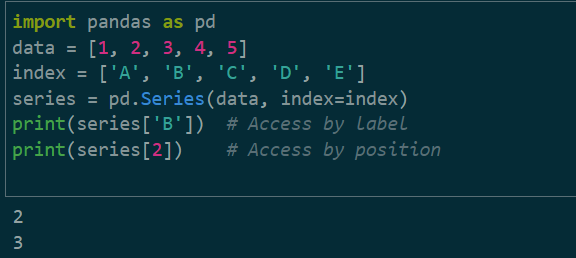 import pandas as pd
data = [1, 2, 3, 4, 5]
index = ['A', 'B', 'C', 'D', 'E']
series = pd.Series(data, index=index)
print(series['B'])  # Access by label
print(series[2])    # Access by position
2
3